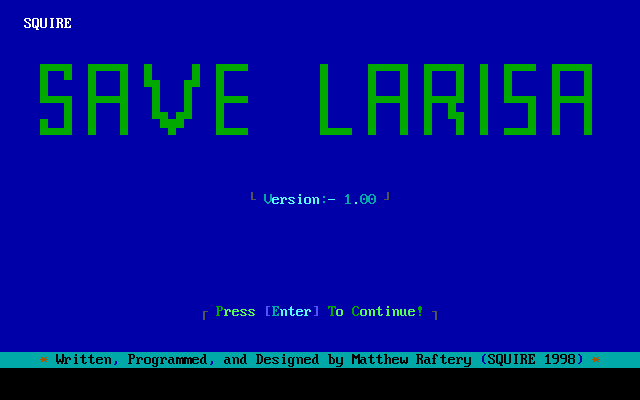 SQUIRE
SAVE LARISA
Version:- 1.00
Press [Enter] To Continue!
* Written, Programmed, and Designed by Matthew Raftery (SQUIRE 1998) *